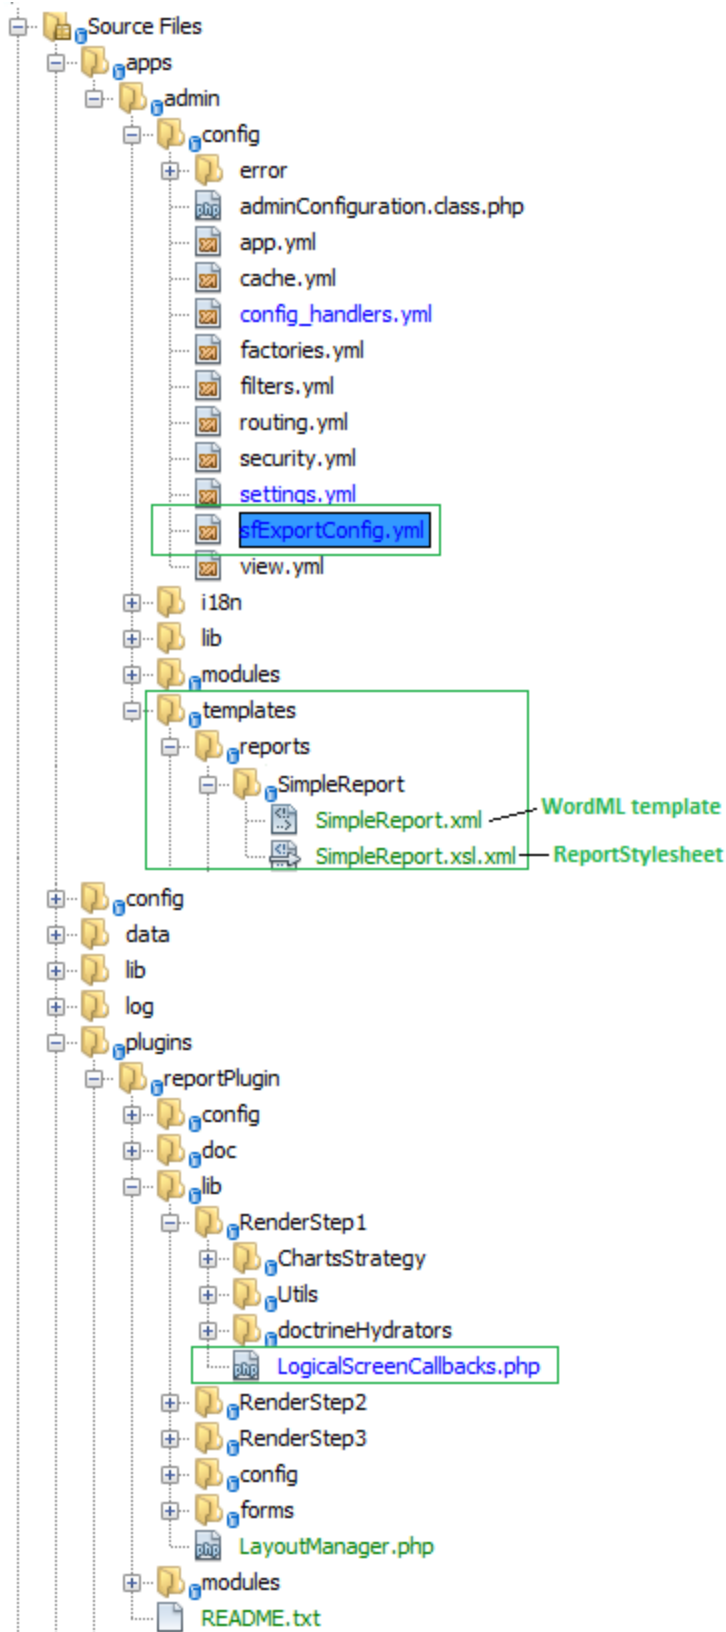 Source Files
apps
admin
config
error
adminConfiguration.class.php
app.yml
cache.yml
config_handlers.yml
factories.yml
filters.yml
routing.yml
security.yml
settings.yml
sfExportConfig.yml
view.yml
i18n
lib
modules
templates
reports
SimpleReport
SimpleReport.xml WordML template
SimpleReport.xsl.xml ReportStylesheet
config
data
lib
log
plugins
reportPlugin
config
doc
lib
RenderStep1
ChartsStrategy
Utils
doctrineHydrators
LogicalScreenCallbacks.php
RenderStep2
RenderStep3
config
forms
LayoutManager.php
modules
README.txt